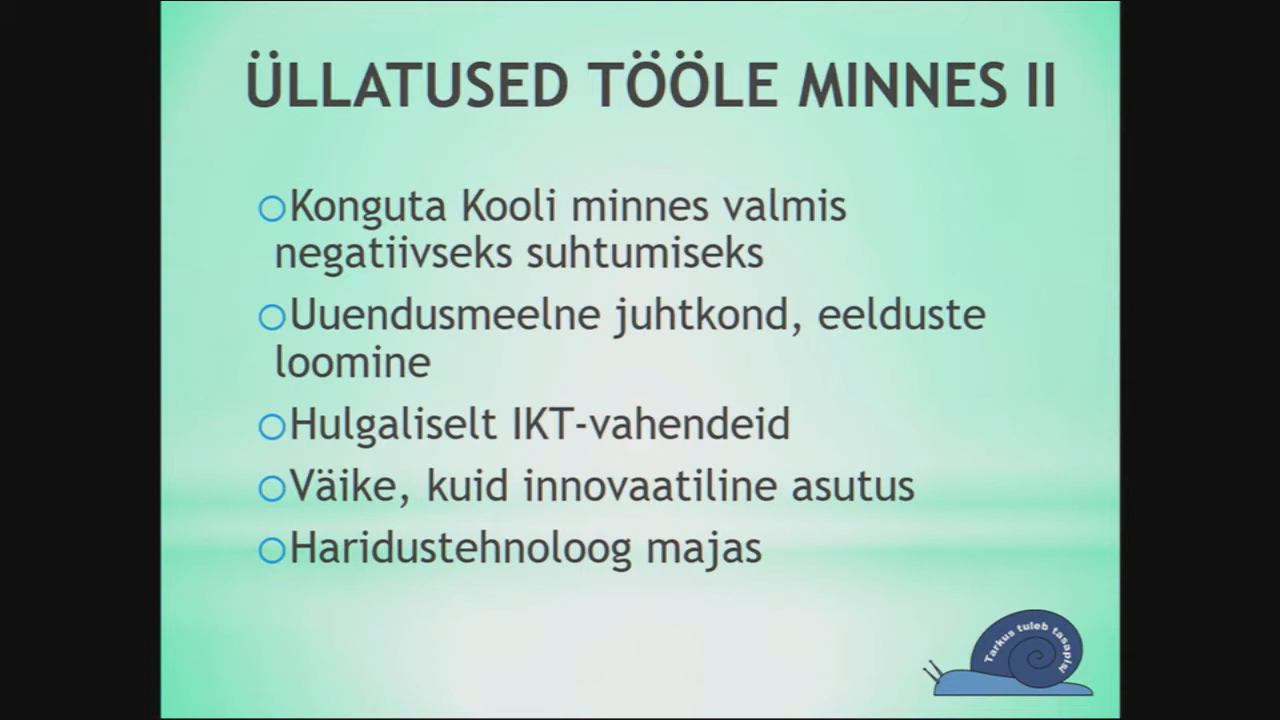 ÜLLATUSED TÖÖLE MINNES II
Konguta Kooli minnes valmis
negatiivseks suhtumiseks
Uuendusmeelne juhtkond, eelduste
loomine
Hulgaliselt IKT-vahendeid
Väike, kuid innovaatiline asutus
Haridustehnoloog majas
Tarkus tuleb tasapisi